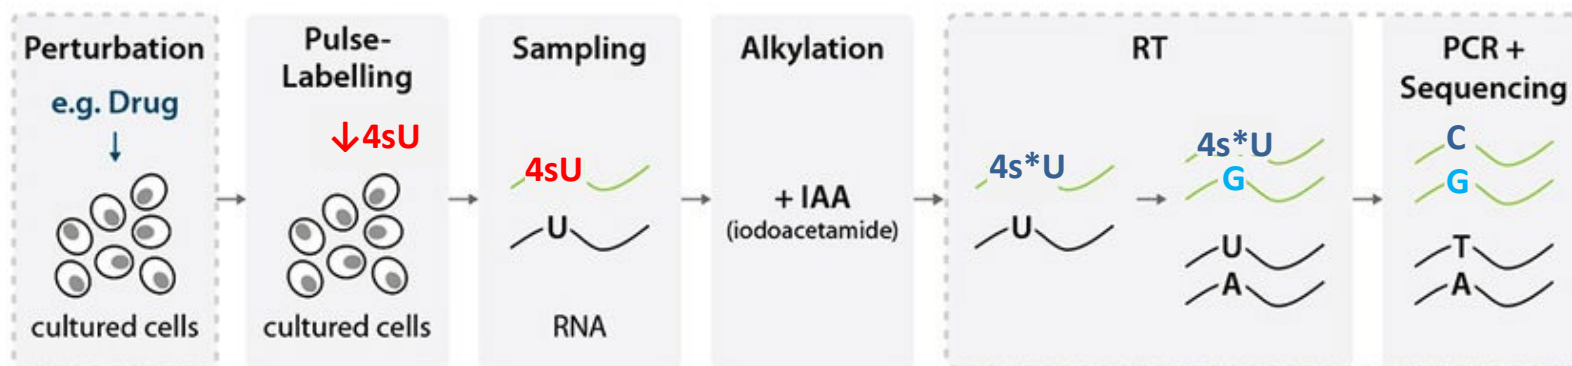 Perturbation
e.g. Drug
↓
cultured cells
Pulse-
Labelling
↓4sU
cultured cells
Sampling
4sU
U
RNA
Alkylation
+ IAA
(iodoacetamide)
RT
4s*U
U
4s*U
G
U
A
PCR +
Sequencing
C
G
T
A